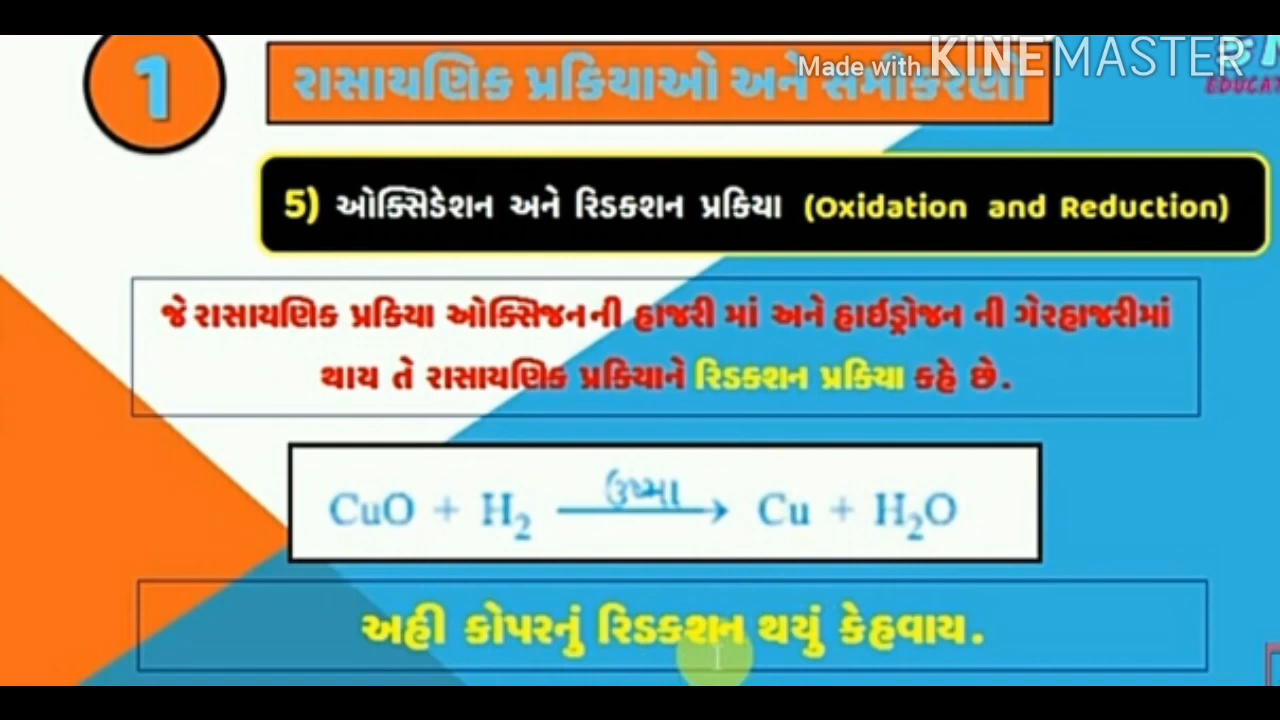 Made with KINEMASTER
1
રાસાયણિક પ્રક્રિયાઓ અને સમીકરણો
5) ઓક્સિડેશન અને રિડકશન પ્રક્રિયા (Oxidation and Reduction)
જે રાસાયણિક પ્રક્રિયા ઓક્સિજનની હાજરી માં અને હાઇડ્રોજન ની ગેરહાજરીમાં
થાય તે રાસાયણિક પ્રક્રિયાને રિડકશન પ્રક્રિયા કહે છે.
ઉષ્મા
CuO + H₂ ⟶ Cu + H₂O
અહી કોપરનું રિડકશન થયું કેહવાય.